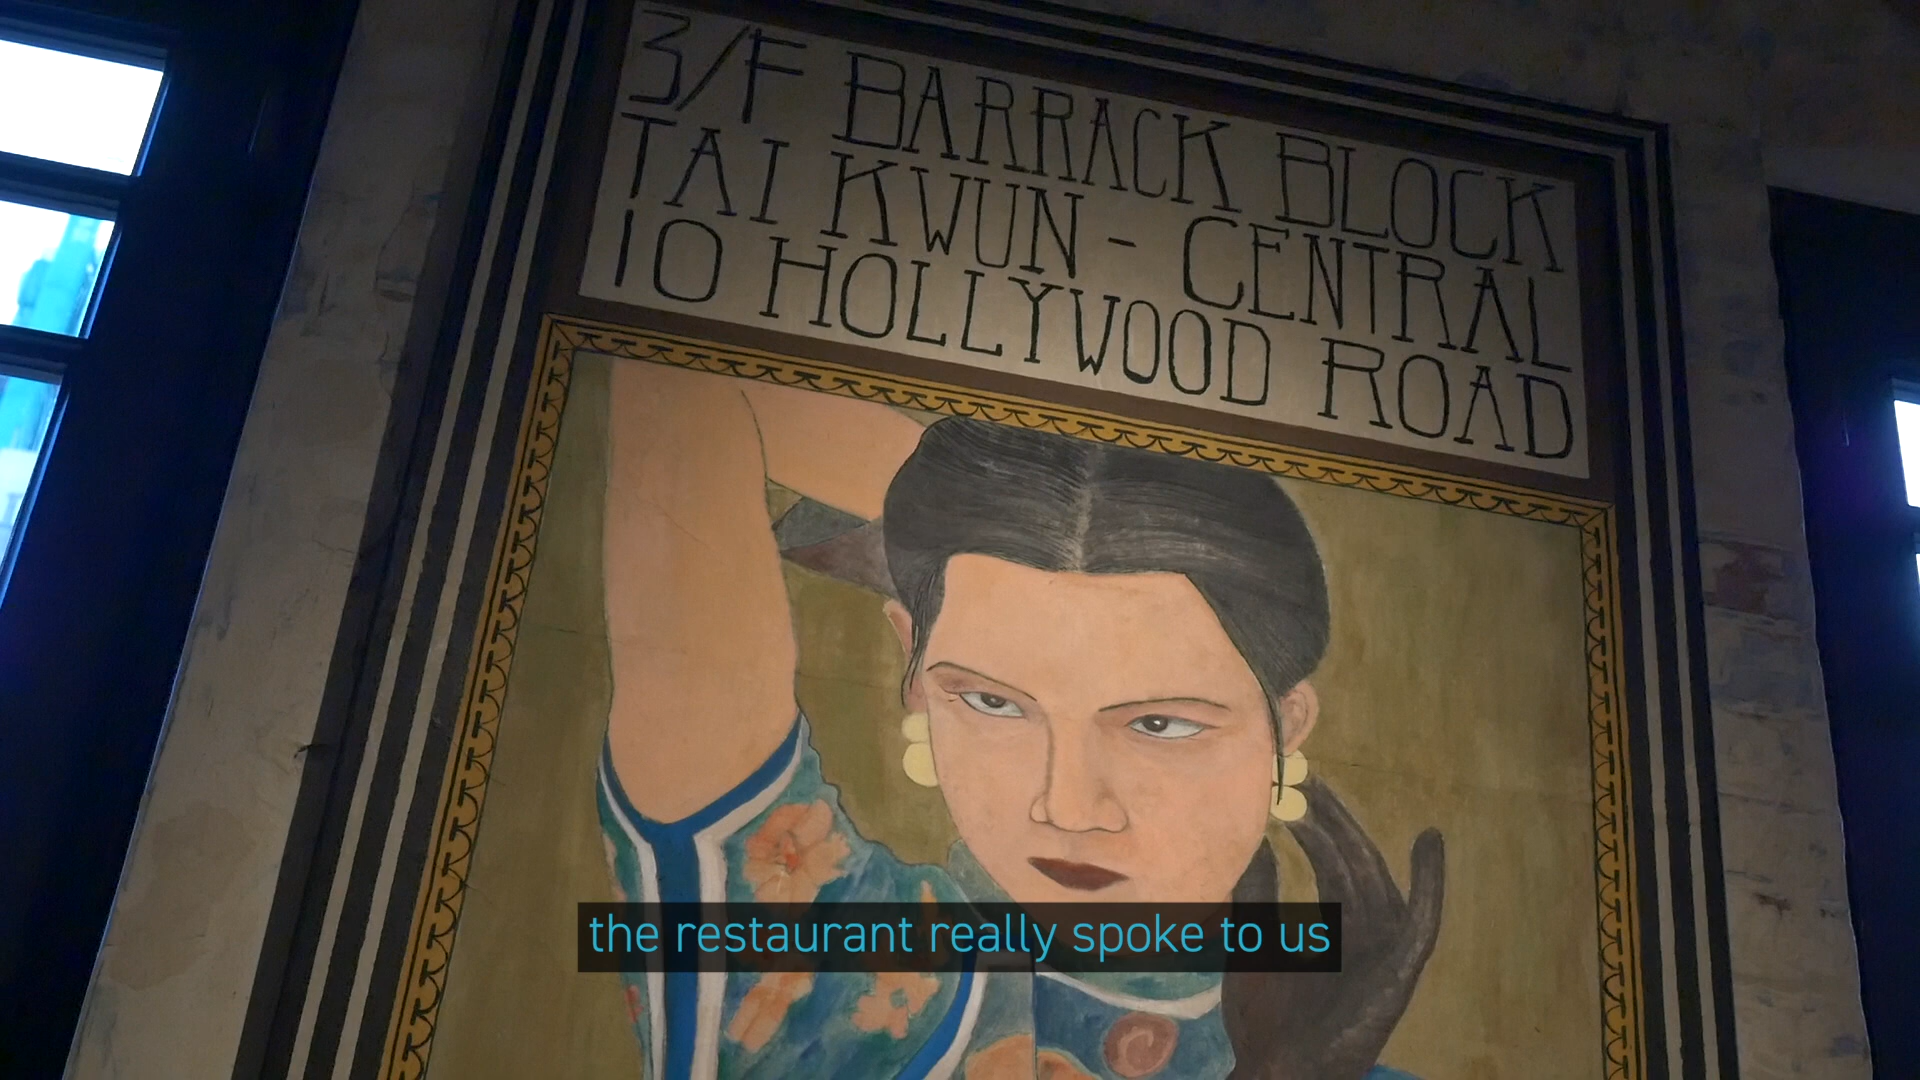 3/F BARRACK BLOCK
TAI KWUN - CENTRAL
10 HOLLYWOOD ROAD
the restaurant really spoke to us